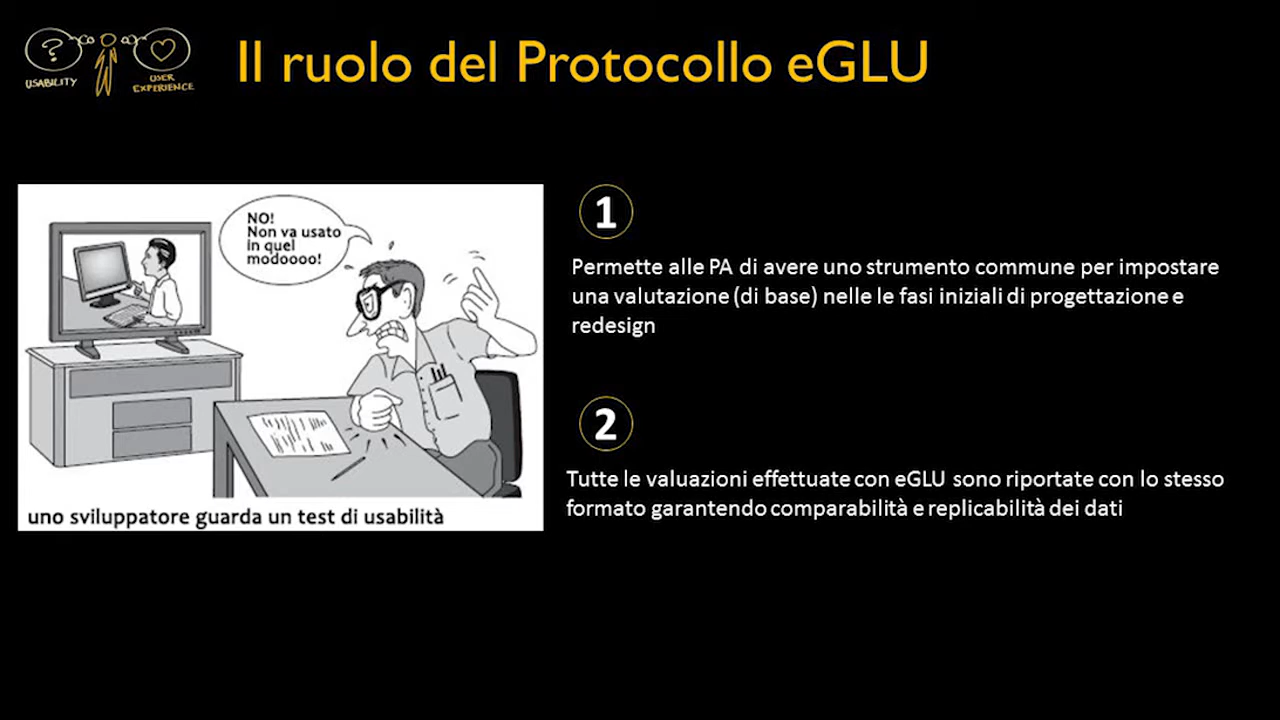 USABILITY
USER
EXPERIENCE
Il ruolo del Protocollo eGLU
NO!
Non va usato
in quel
modoooo!
uno sviluppatore guarda un test di usabilità
1
Permette alle PA di avere uno strumento commune per impostare
una valutazione (di base) nelle le fasi iniziali di progettazione e
redesign
2
Tutte le valuazioni effettuate con eGLU sono riportate con lo stesso
formato garantendo comparabilità e replicabilità dei dati